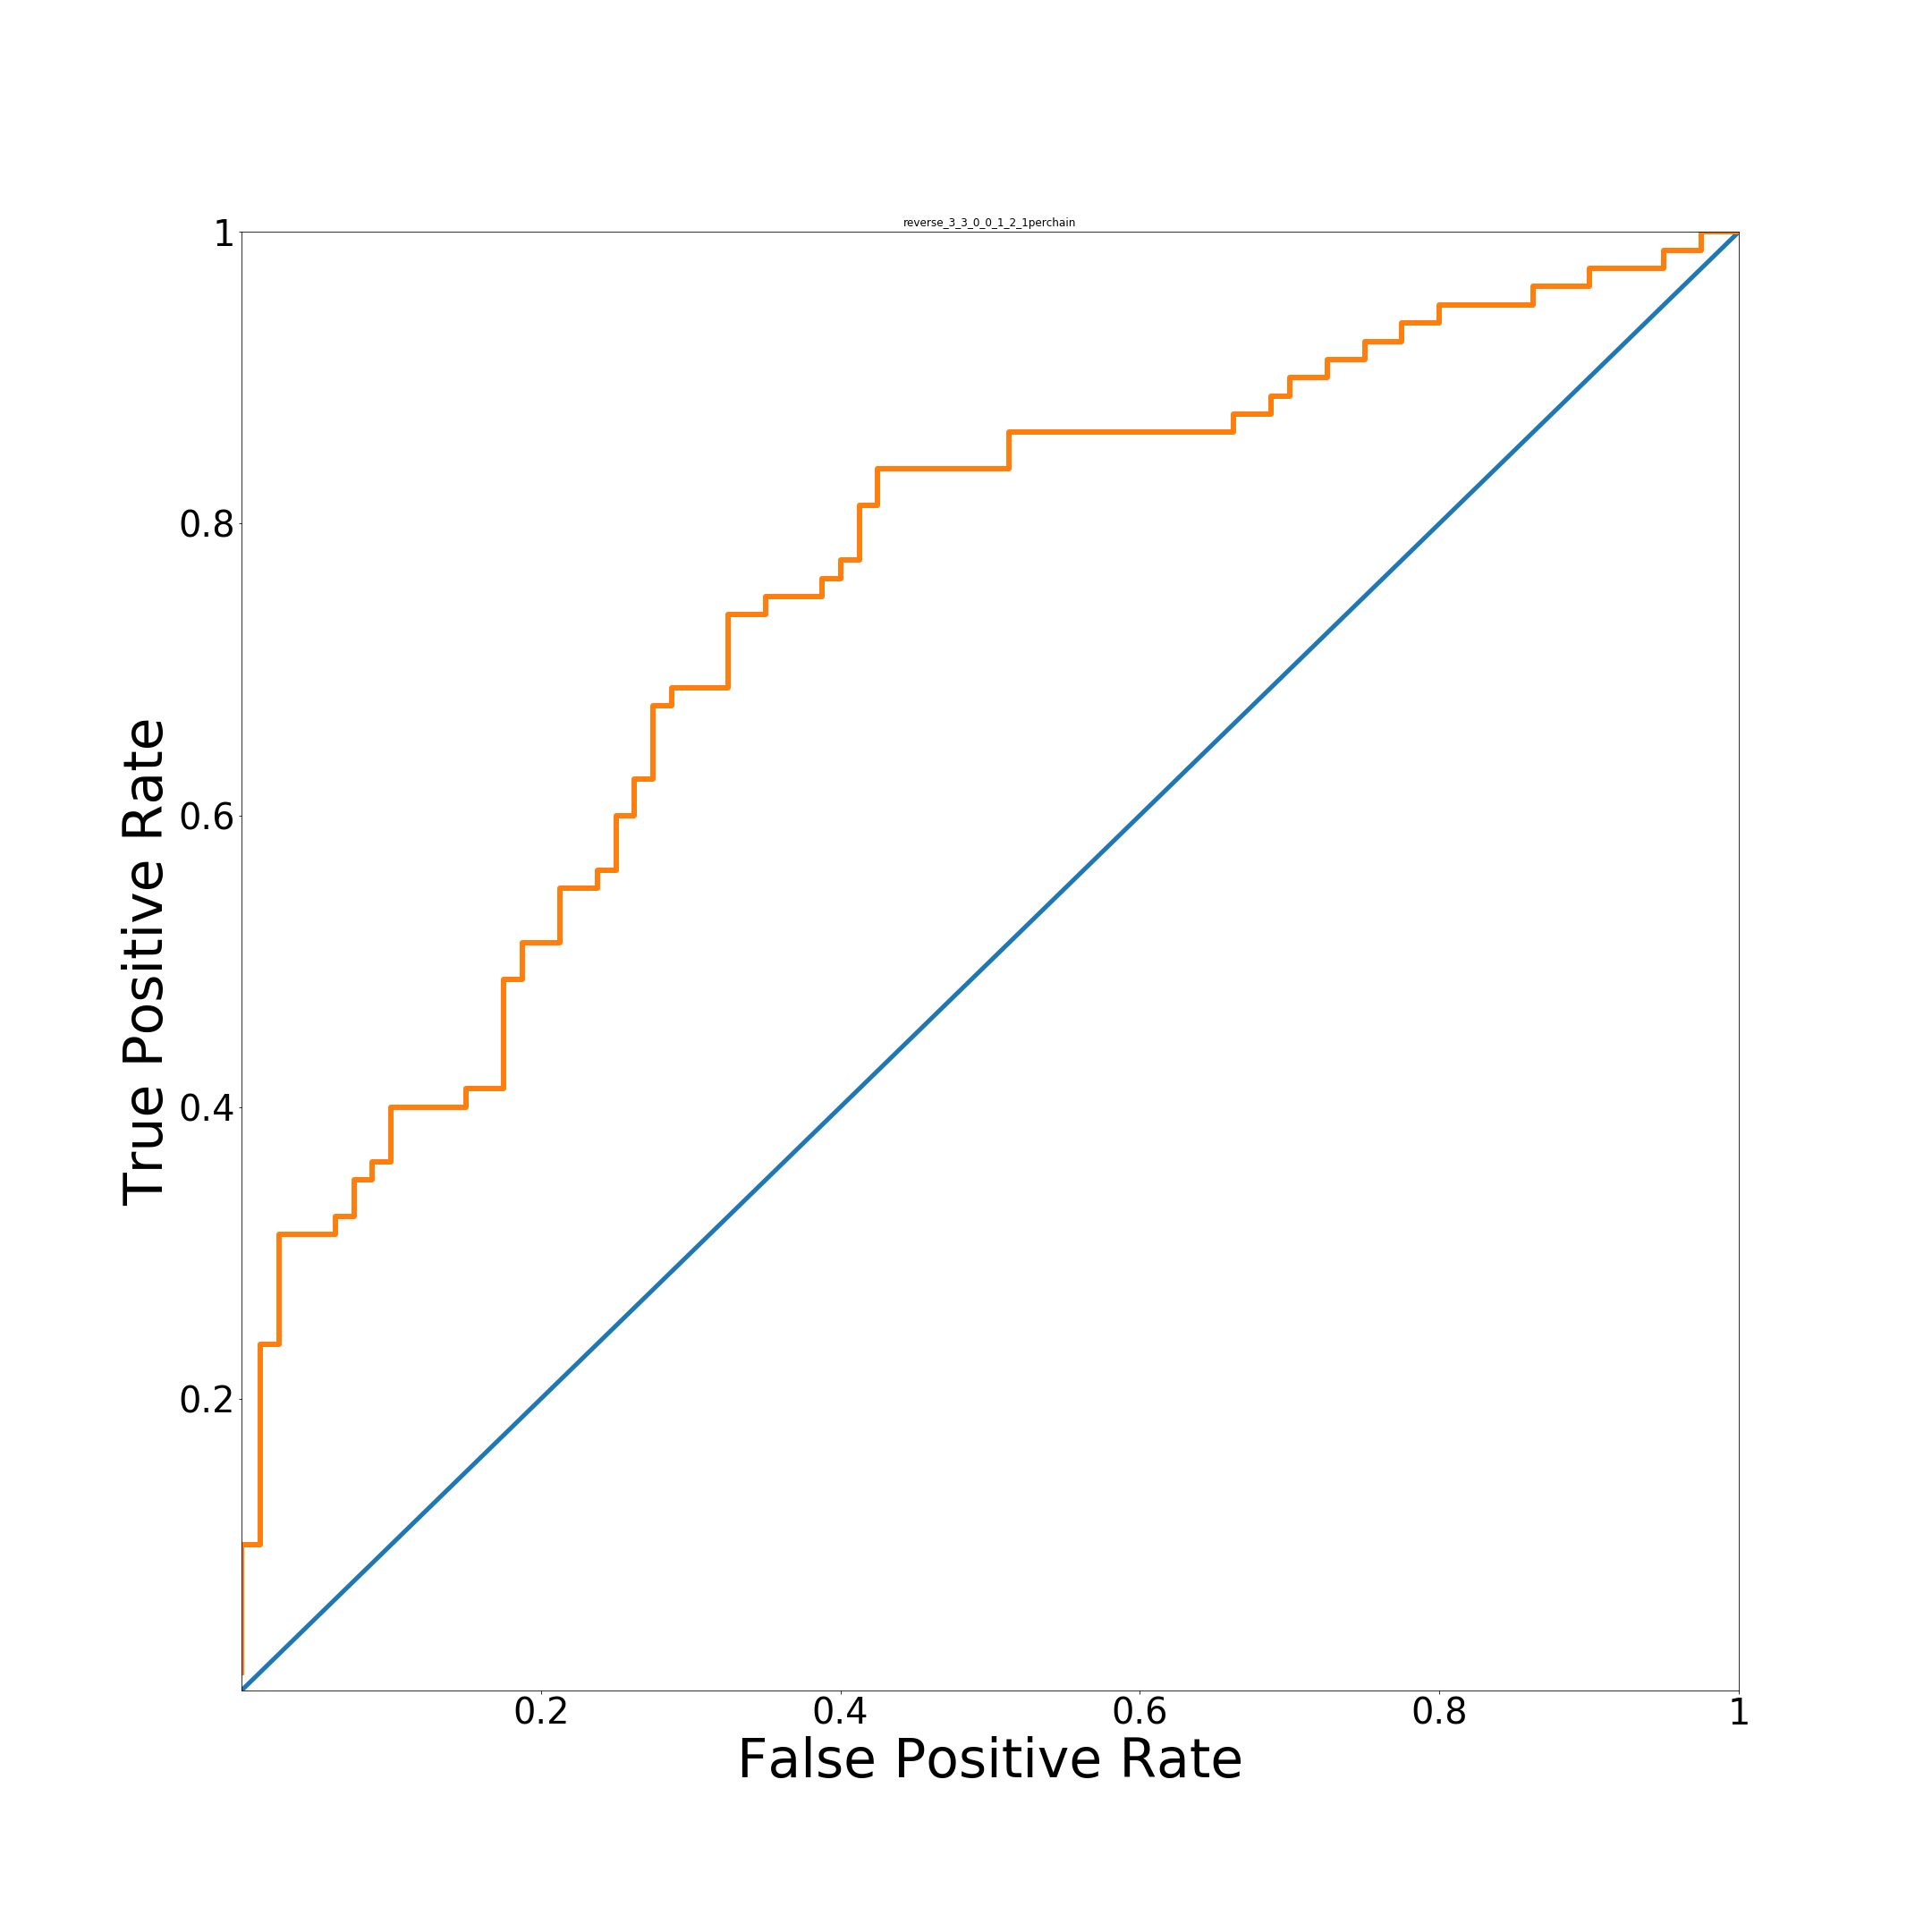 reverse_3_3_0_0_1_2_1perchain
1
0.8
0.6
0.4
0.2
True Positive Rate
0.2 0.4 0.6 0.8 1
False Positive Rate